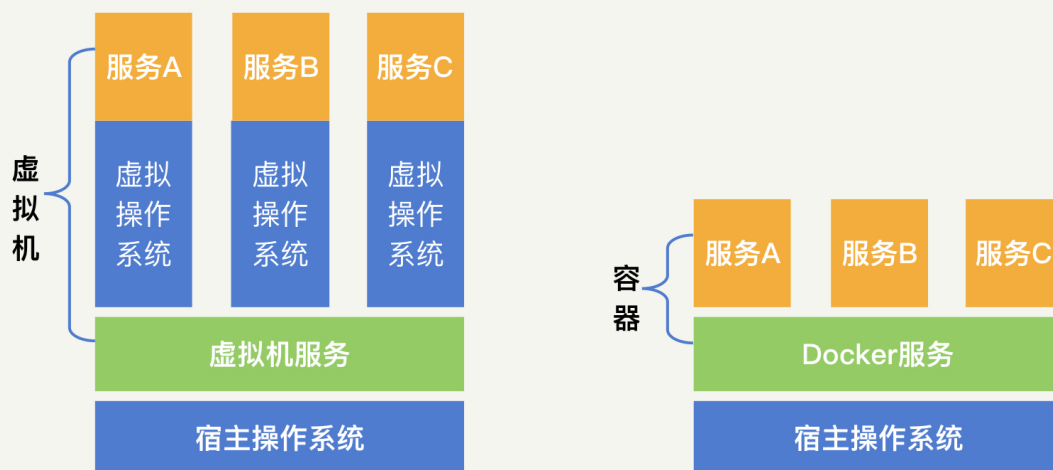 服务A
服务B
服务C
虚拟
操作
系统
虚拟
操作
系统
虚拟
操作
系统
虚
拟
机
虚拟机服务
宿主操作系统
服务A
服务B
服务C
容
器
Docker服务
宿主操作系统